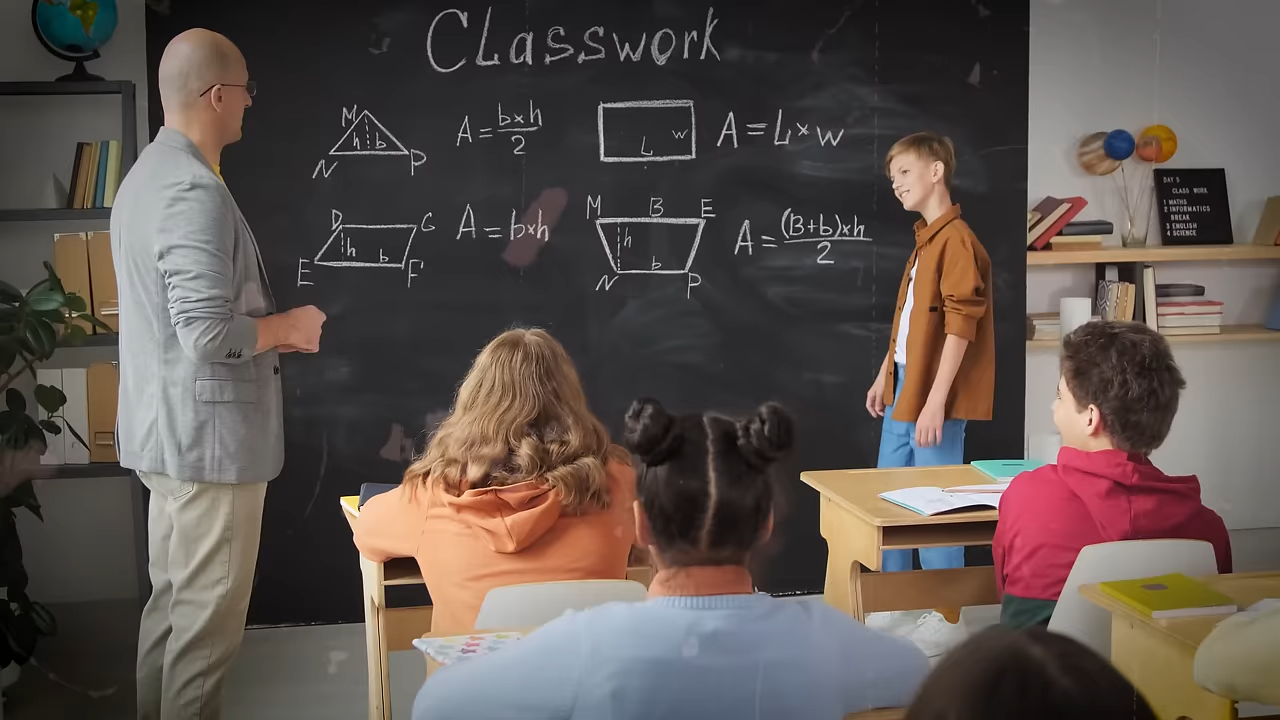 Classwork
M
h b
N P
A = b×h/2
L w
A = L×w
D C
h b
E F
A = b×h
M B E
h
b
N P
A = (B+b)×h/2
DAY 5
CLASS WORK
1 MATHS
2 INFORMATICS
BREAK
3 ENGLISH
4 SCIENCE